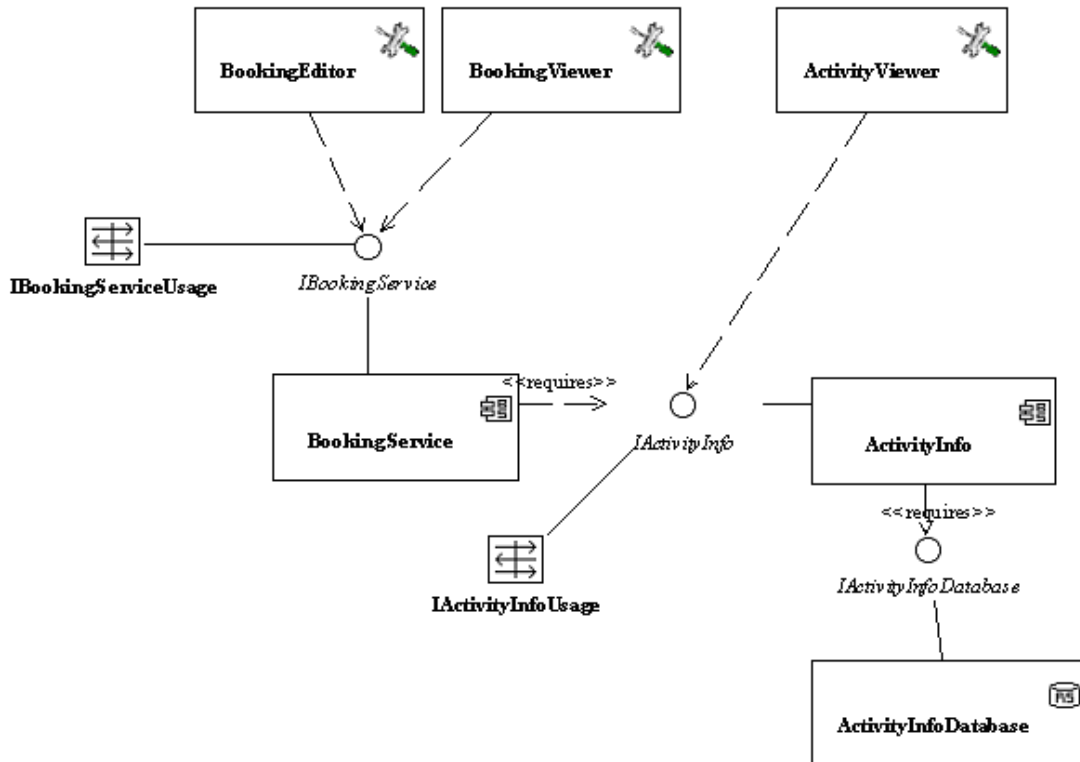 BookingEditor
BookingViewer
ActivityViewer
IBookingServiceUsage
IBookingService
<<requires>>
BookingService
IActivityInfo
ActivityInfo
<<requires>>
IActivityInfoUsage
IActivityInfoDatabase
ActivityInfoDatabase